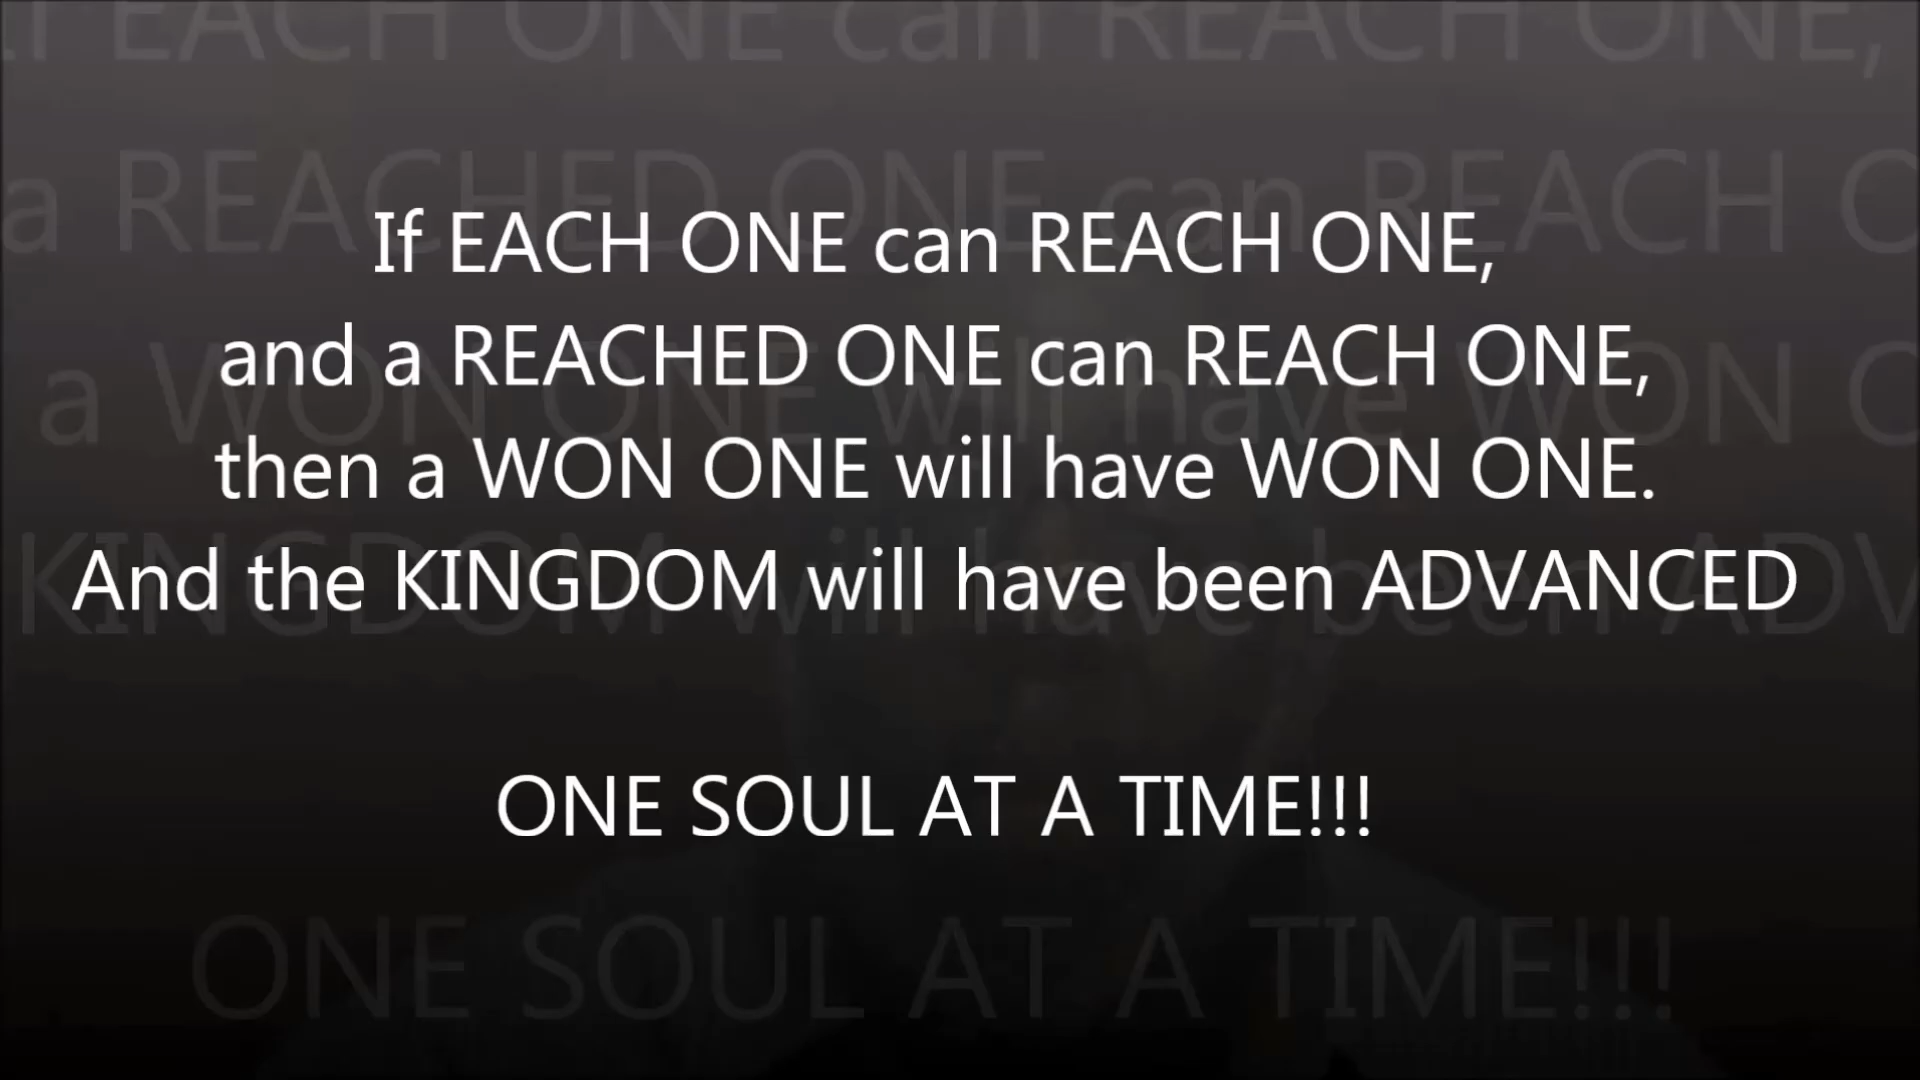 If EACH ONE can REACH ONE,
and a REACHED ONE can REACH ONE,
then a WON ONE will have WON ONE.
And the KINGDOM will have been ADVANCED
ONE SOUL AT A TIME!!!